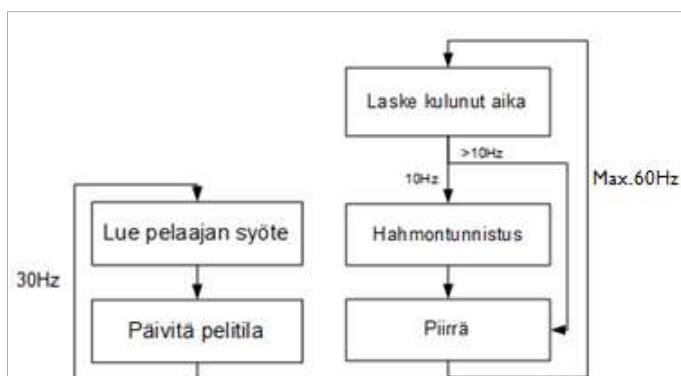 Laske kulunut aika
>10Hz
10Hz
Max.60Hz
Lue pelaajan syöte
Hahmontunnistus
30Hz
Päivitä pelitila
Piirrä